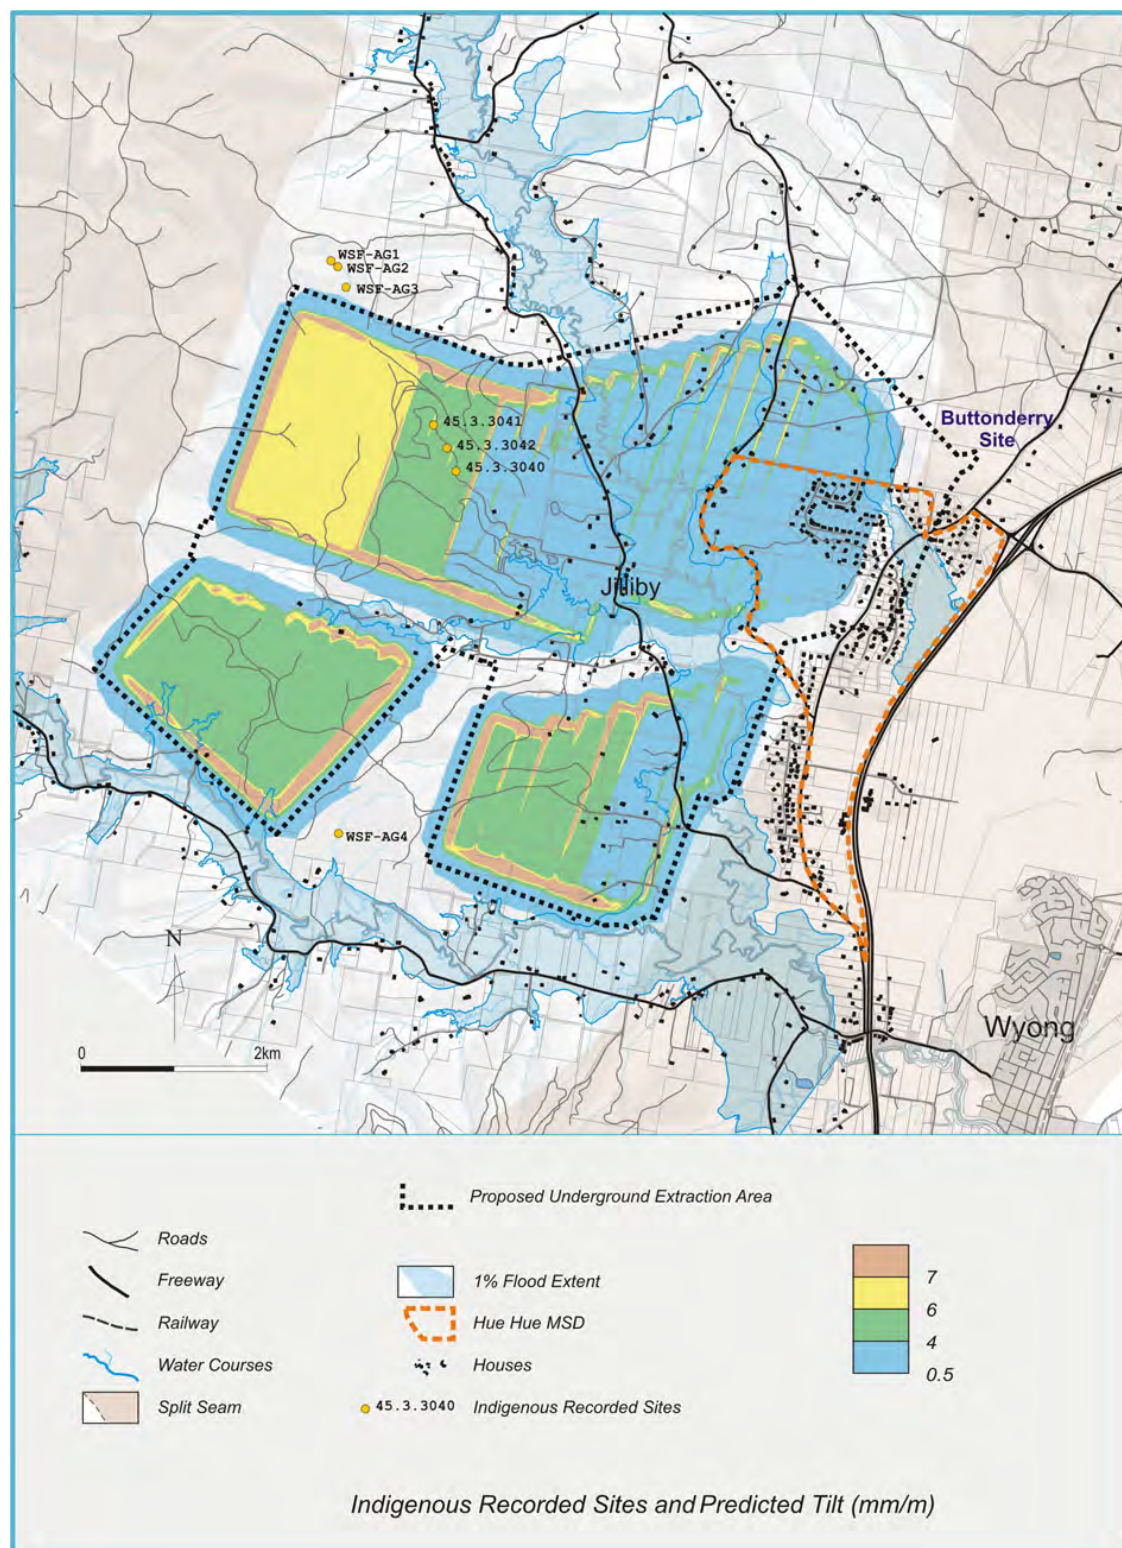 WSF-AG1
WSF-AG2
WSF-AG3
45.3.3041
45.3.3042
45.3.3040
Buttonderry
Site
Jilliby
WSF-AG4
N
0
2km
Wyong
Proposed Underground Extraction Area
Roads
Freeway
Railway
Water Courses
Split Seam
1% Flood Extent
Hue Hue MSD
Houses
45.3.3040
Indigenous Recorded Sites
7
6
4
0.5
Indigenous Recorded Sites and Predicted Tilt (mm/m)